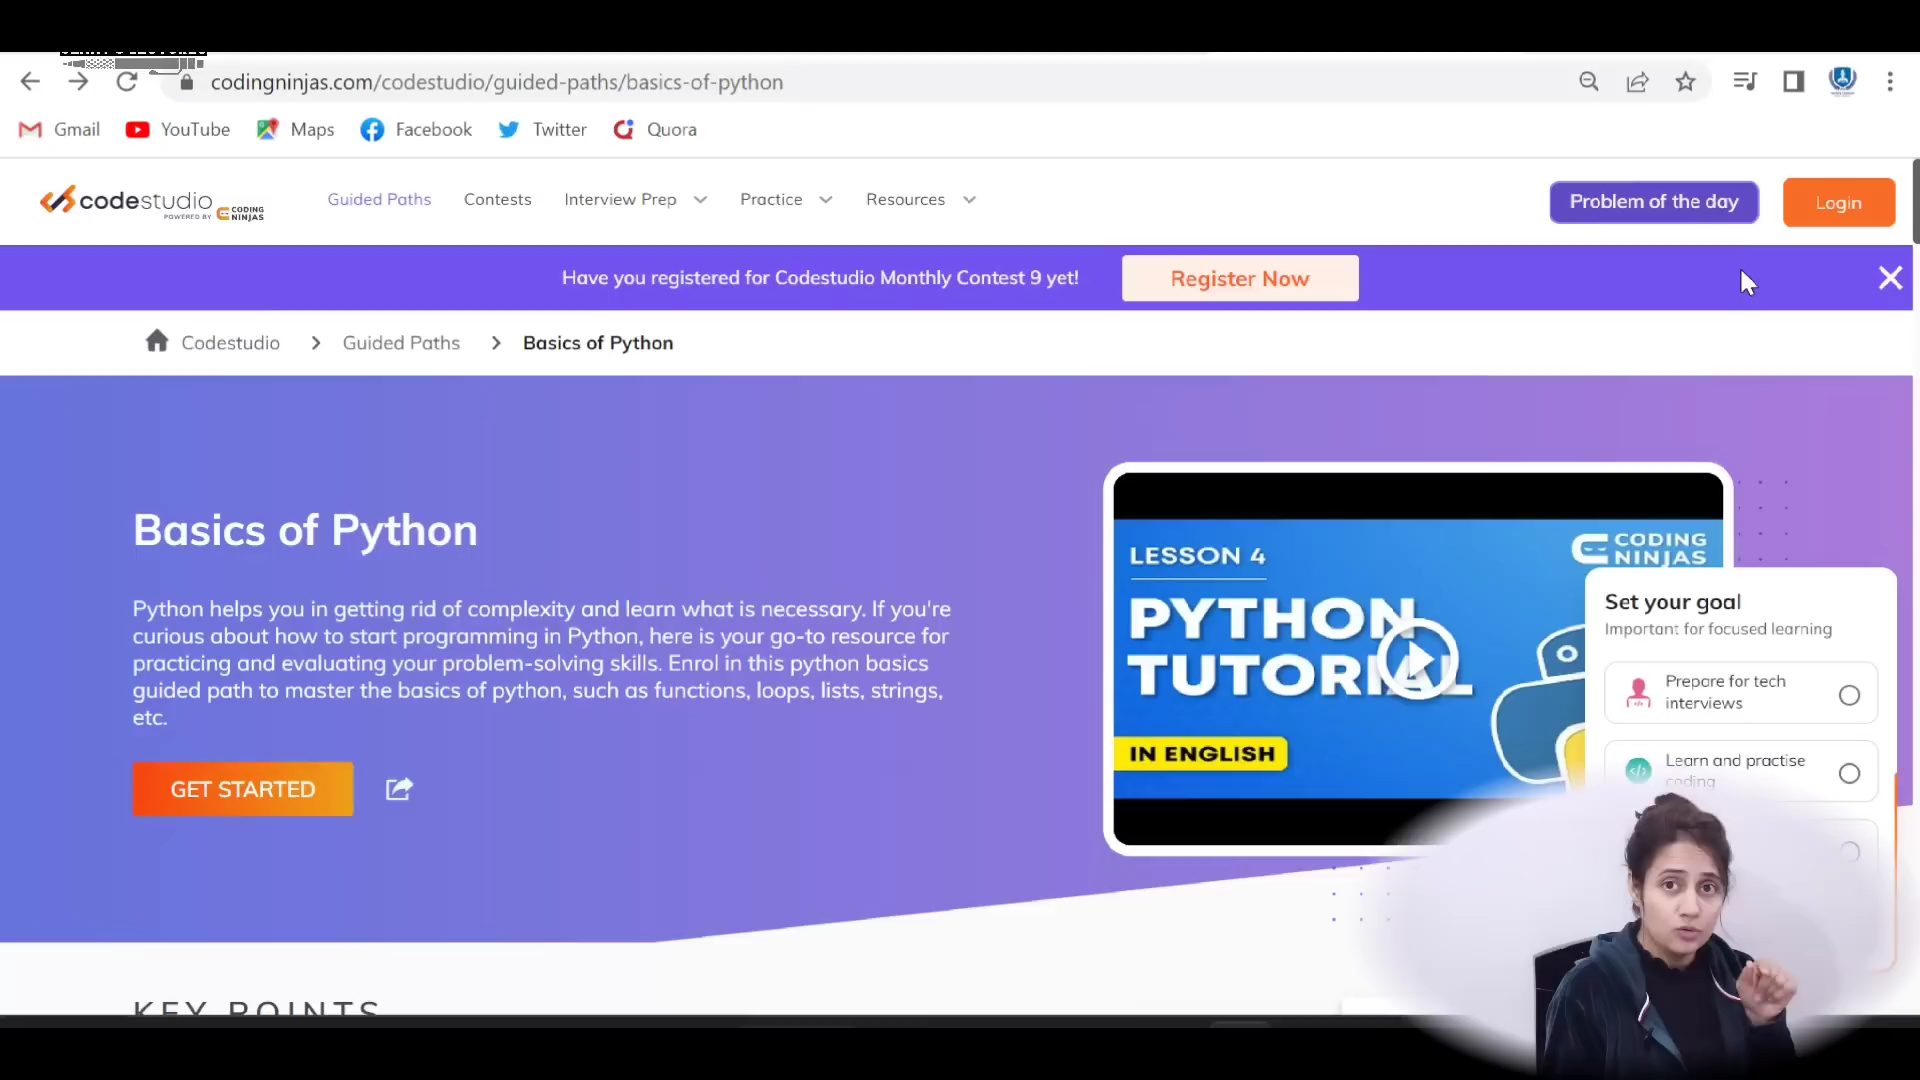 codingninjas.com/codestudio/guided-paths/basics-of-python
Gmail YouTube Maps Facebook Twitter Quora
codestudio
POWERED BY CODING NINJAS
Guided Paths Contests Interview Prep Practice Resources
Problem of the day Login
Have you registered for Codestudio Monthly Contest 9 yet! Register Now
Codestudio > Guided Paths > Basics of Python
Basics of Python
Python helps you in getting rid of complexity and learn what is necessary. If you're
curious about how to start programming in Python, here is your go-to resource for
practicing and evaluating your problem-solving skills. Enrol in this python basics
guided path to master the basics of python, such as functions, loops, lists, strings,
etc.
GET STARTED
LESSON 4
CODING
NINJAS
PYTHON
TUTORIAL
IN ENGLISH
Set your goal
Important for focused learning
Prepare for tech
interviews
Learn and practise
coding
KEY POINTS